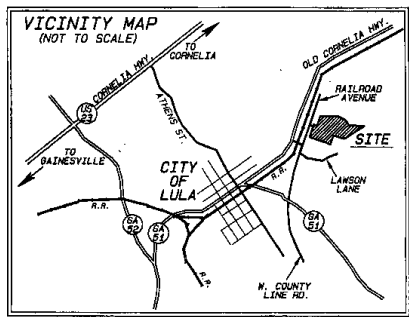 VICINITY MAP
(NOT TO SCALE)
TO
CORNELIA
OLD CORNELIA HWY.
CORNELIA HWY.
US
23
ATHENS ST.
RAILROAD
AVENUE
SITE
TO
GAINESVILLE
CITY
OF
LULA
R.R.
LAWSON
LANE
R.R.
GA
52
GA
51
GA
51
R.R.
W. COUNTY
LINE RD.